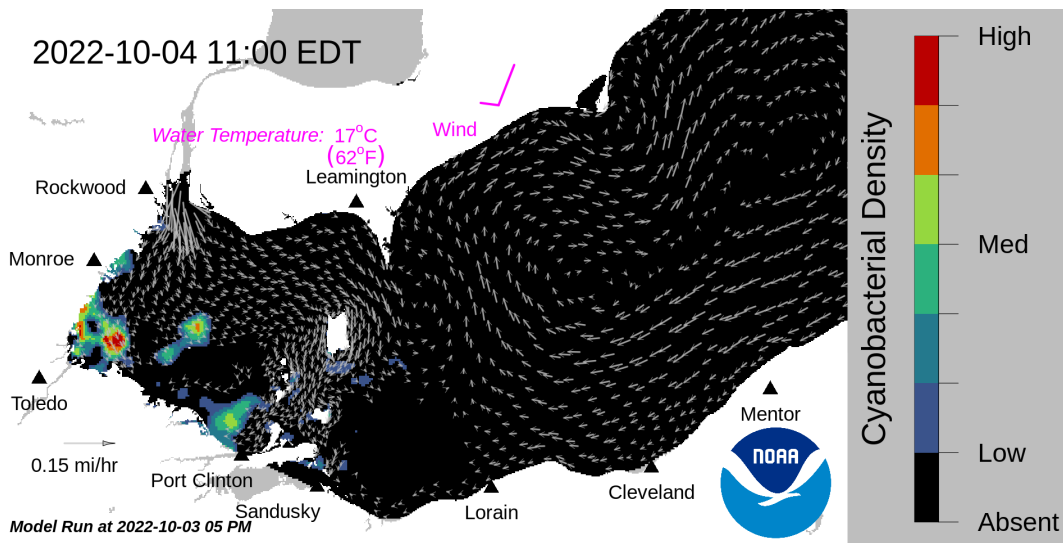 2022-10-04 11:00 EDT
High
Wind
Water Temperature: 17°C
(62°F)
Leamington
Rockwood
Monroe
Med
Cyanobacterial Density
Toledo
Mentor
0.15 mi/hr
NOAA
Low
Port Clinton
Cleveland
Sandusky
Lorain
Model Run at 2022-10-03 05 PM
Absent